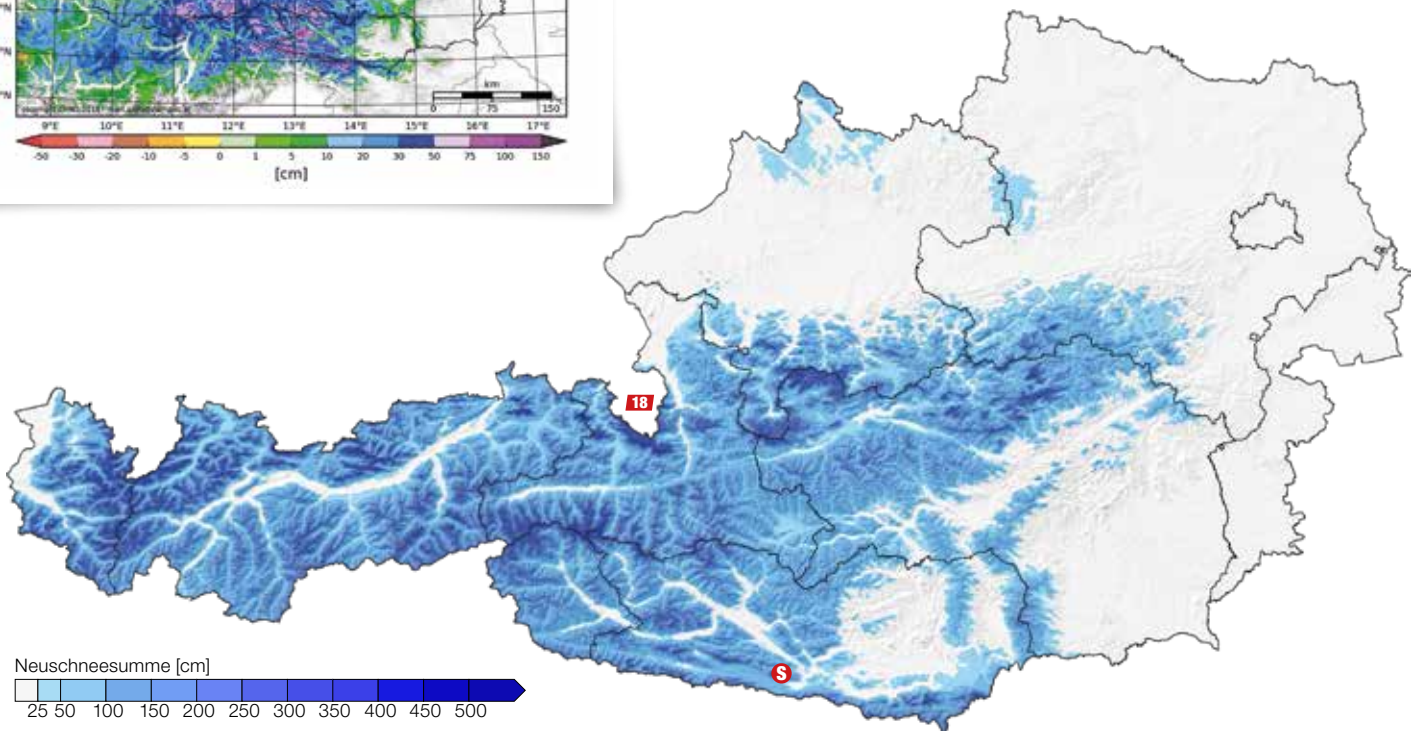 km
0 75 150
9°E 10°E 11°E 12°E 13°E 14°E 15°E 16°E 17°E
-50 -30 -20 -10 -5 0 1 5 10 20 30 50 75 100 150
[cm]
18
S
Neuschneesumme [cm]
25 50 100 150 200 250 300 350 400 450 500